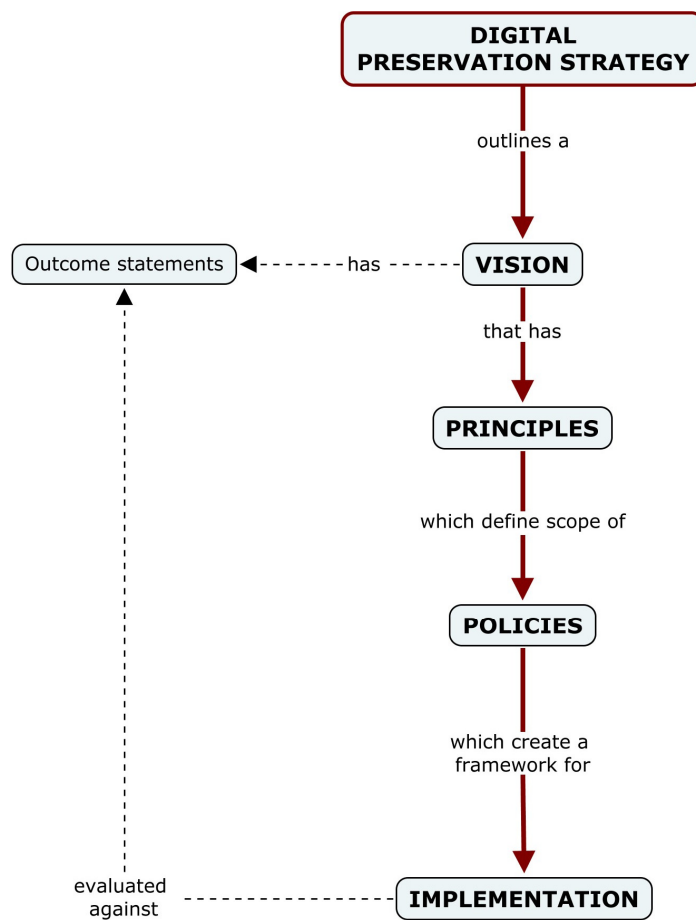 DIGITAL
PRESERVATION STRATEGY
outlines a
Outcome statements
has
VISION
that has
PRINCIPLES
which define scope of
POLICIES
which create a
framework for
evaluated
against
IMPLEMENTATION